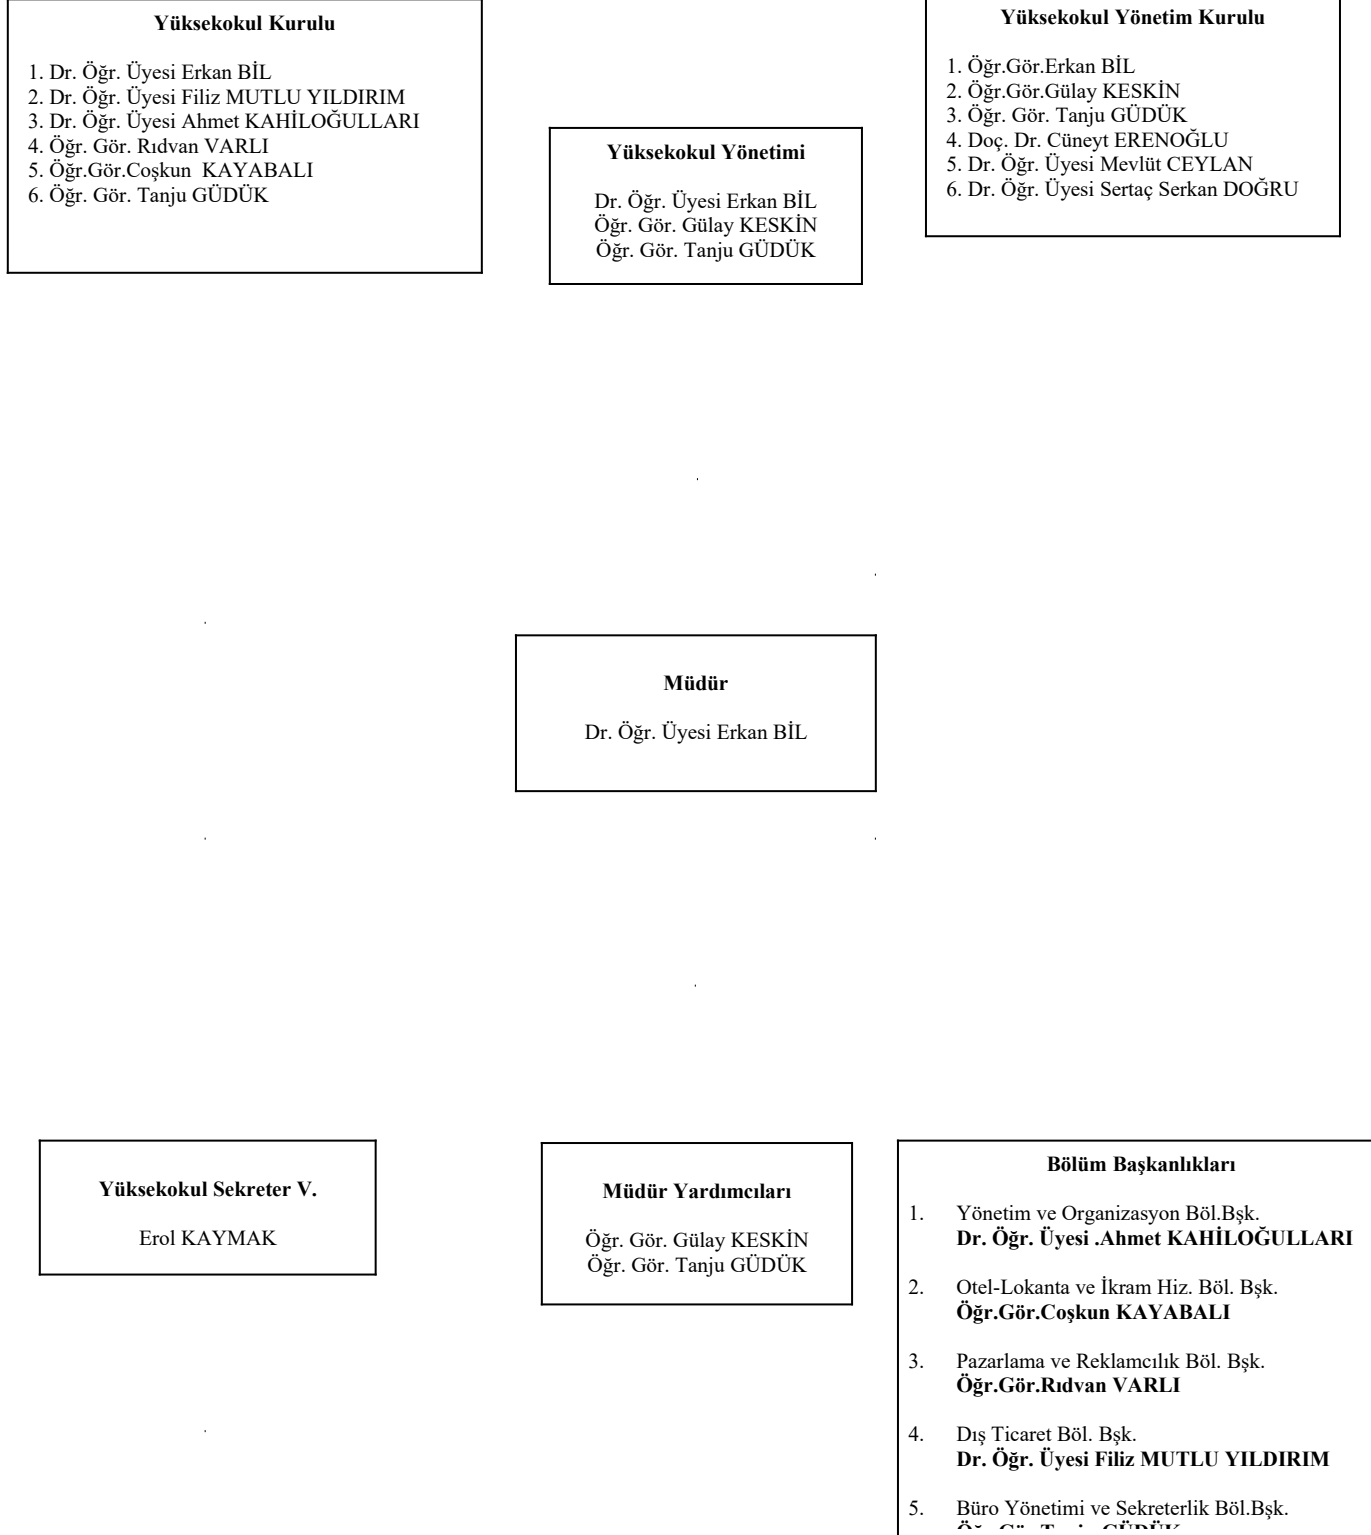 Yüksekokul Kurulu
1. Dr. Öğr. Üyesi Erkan BİL
2. Dr. Öğr. Üyesi Filiz MUTLU YILDIRIM
3. Dr. Öğr. Üyesi Ahmet KAHİLOĞULLARI
4. Öğr. Gör. Rıdvan VARLI
5. Öğr.Gör.Coşkun  KAYABALI
6. Öğr. Gör. Tanju GÜDÜK
Yüksekokul Yönetimi
Dr. Öğr. Üyesi Erkan BİL
Öğr. Gör. Gülay KESKİN
Öğr. Gör. Tanju GÜDÜK
Yüksekokul Yönetim Kurulu
1. Öğr.Gör.Erkan BİL
2. Öğr.Gör.Gülay KESKİN
3. Öğr. Gör. Tanju GÜDÜK
4. Doç. Dr. Cüneyt ERENOĞLU
5. Dr. Öğr. Üyesi Mevlüt CEYLAN
6. Dr. Öğr. Üyesi Sertaç Serkan DOĞRU
Müdür
Dr. Öğr. Üyesi Erkan BİL
Yüksekokul Sekreter V.
Erol KAYMAK
Müdür Yardımcıları
Öğr. Gör. Gülay KESKİN
Öğr. Gör. Tanju GÜDÜK
Bölüm Başkanlıkları
1. Yönetim ve Organizasyon Böl.Bşk.
Dr. Öğr. Üyesi .Ahmet KAHİLOĞULLARI
2. Otel-Lokanta ve İkram Hiz. Böl. Bşk.
Öğr.Gör.Coşkun KAYABALI
3. Pazarlama ve Reklamcılık Böl. Bşk.
Öğr.Gör.Rıdvan VARLI
4. Dış Ticaret Böl. Bşk.
Dr. Öğr. Üyesi Filiz MUTLU YILDIRIM
5. Büro Yönetimi ve Sekreterlik Böl.Bşk.